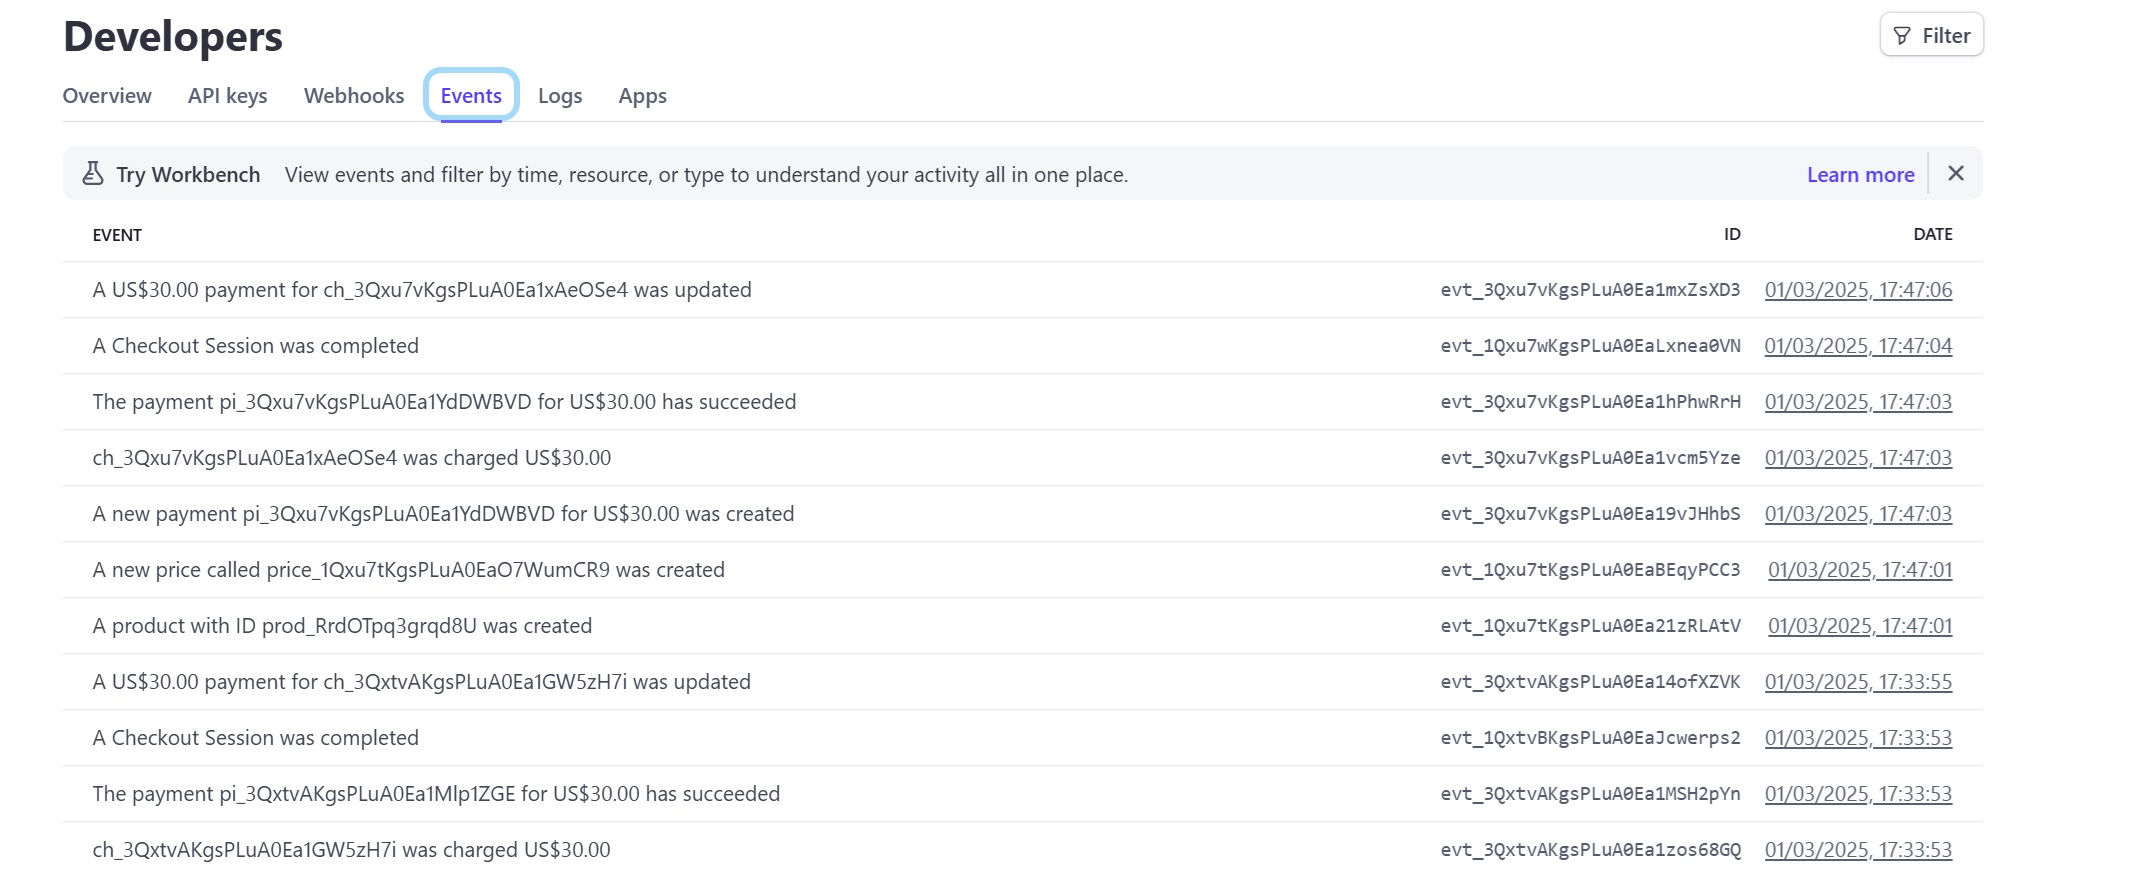 Developers
Filter
Overview API keys Webhooks Events Logs Apps
Try Workbench View events and filter by time, resource, or type to understand your activity all in one place. Learn more
EVENT ID DATE
A US$30.00 payment for ch_3Qxu7vKgsPLuA0Ea1xAeOSe4 was updated evt_3Qxu7vKgsPLuA0Ea1mxZsXD3 01/03/2025, 17:47:06
A Checkout Session was completed evt_1Qxu7wKgsPLuA0EaLxnea0VN 01/03/2025, 17:47:04
The payment pi_3Qxu7vKgsPLuA0Ea1YdDWBVD for US$30.00 has succeeded evt_3Qxu7vKgsPLuA0Ea1hPhwRrH 01/03/2025, 17:47:03
ch_3Qxu7vKgsPLuA0Ea1xAeOSe4 was charged US$30.00 evt_3Qxu7vKgsPLuA0Ea1vcm5Yze 01/03/2025, 17:47:03
A new payment pi_3Qxu7vKgsPLuA0Ea1YdDWBVD for US$30.00 was created evt_3Qxu7vKgsPLuA0Ea19vJHhbS 01/03/2025, 17:47:03
A new price called price_1Qxu7tKgsPLuA0EaO7WumCR9 was created evt_1Qxu7tKgsPLuA0EaBEqyPCC3 01/03/2025, 17:47:01
A product with ID prod_RrdOTpq3grqd8U was created evt_1Qxu7tKgsPLuA0Ea21zRLAtV 01/03/2025, 17:47:01
A US$30.00 payment for ch_3QxtvAKgsPLuA0Ea1GW5zH7i was updated evt_3QxtvAKgsPLuA0Ea14ofXZVK 01/03/2025, 17:33:55
A Checkout Session was completed evt_1QxtvBKgsPLuA0EaJcwerps2 01/03/2025, 17:33:53
The payment pi_3QxtvAKgsPLuA0Ea1Mlp1ZGE for US$30.00 has succeeded evt_3QxtvAKgsPLuA0Ea1MSH2pYn 01/03/2025, 17:33:53
ch_3QxtvAKgsPLuA0Ea1GW5zH7i was charged US$30.00 evt_3QxtvAKgsPLuA0Ea1zos68GQ 01/03/2025, 17:33:53